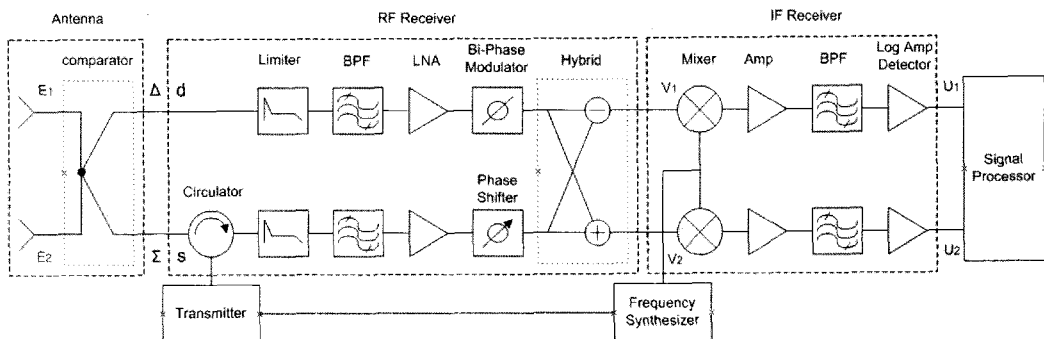 Antenna
RF Receiver
IF Receiver
comparator
Limiter
BPF
LNA
Bi-Phase
Modulator
Hybrid
Mixer
Amp
BPF
Log Amp
Detector
E1
Δ
d
V1
U1
Signal
Processor
Circulator
Phase
Shifter
E2
Σ
s
V2
U2
Transmitter
Frequency
Synthesizer